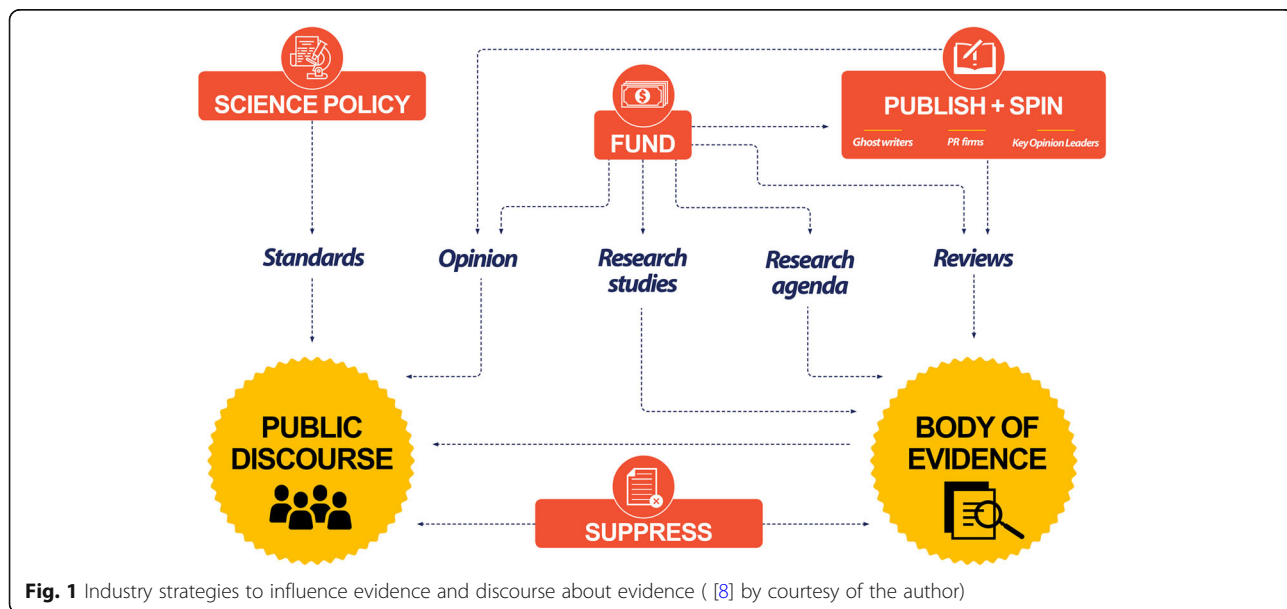 SCIENCE POLICY
FUND
PUBLISH + SPIN
Ghost writers
PR firms
Key Opinion Leaders
Standards
Opinion
Research
studies
Research
agenda
Reviews
PUBLIC
DISCOURSE
BODY OF
EVIDENCE
SUPPRESS
Fig. 1 Industry strategies to influence evidence and discourse about evidence ( [8] by courtesy of the author)